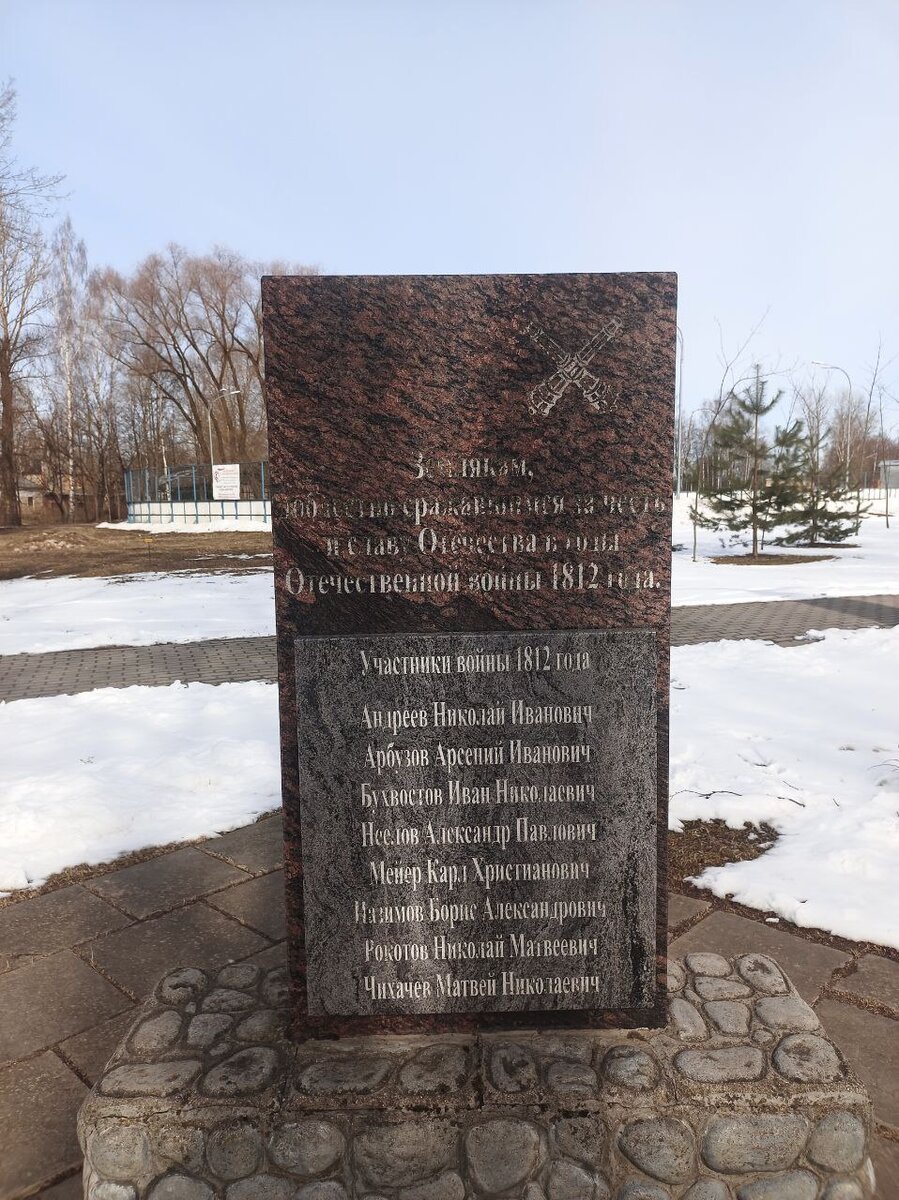 Землякам,
доблестно сражавшимся за честь
и славу Отечества в годы
Отечественной войны 1812 года.
Участники войны 1812 года
Андреев Николай Иванович
Арбузов Арсений Иванович
Бухвостов Иван Николаевич
Неелов Александр Павлович
Мейер Карл Христианович
Назимов Борис Александрович
Рокотов Николай Матвеевич
Чихачев Матвей Николаевич